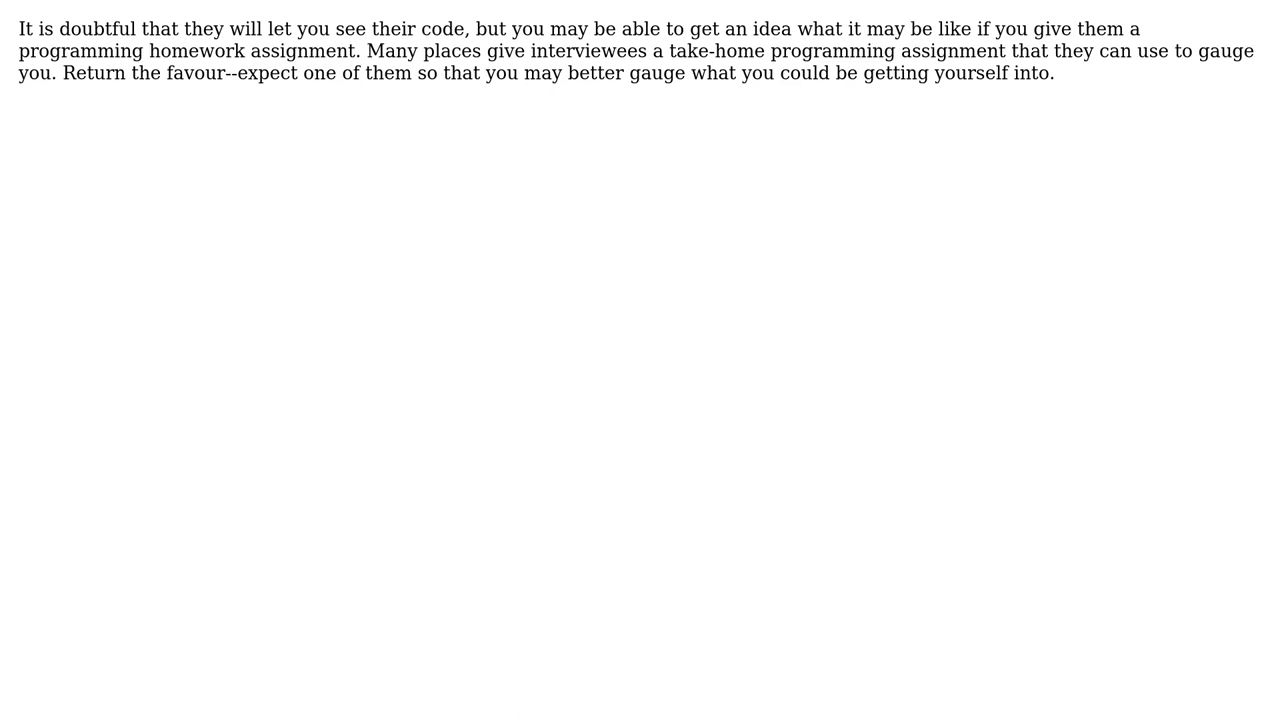 It is doubtful that they will let you see their code, but you may be able to get an idea what it may be like if you give them a
programming homework assignment. Many places give interviewees a take-home programming assignment that they can use to gauge
you. Return the favour--expect one of them so that you may better gauge what you could be getting yourself into.